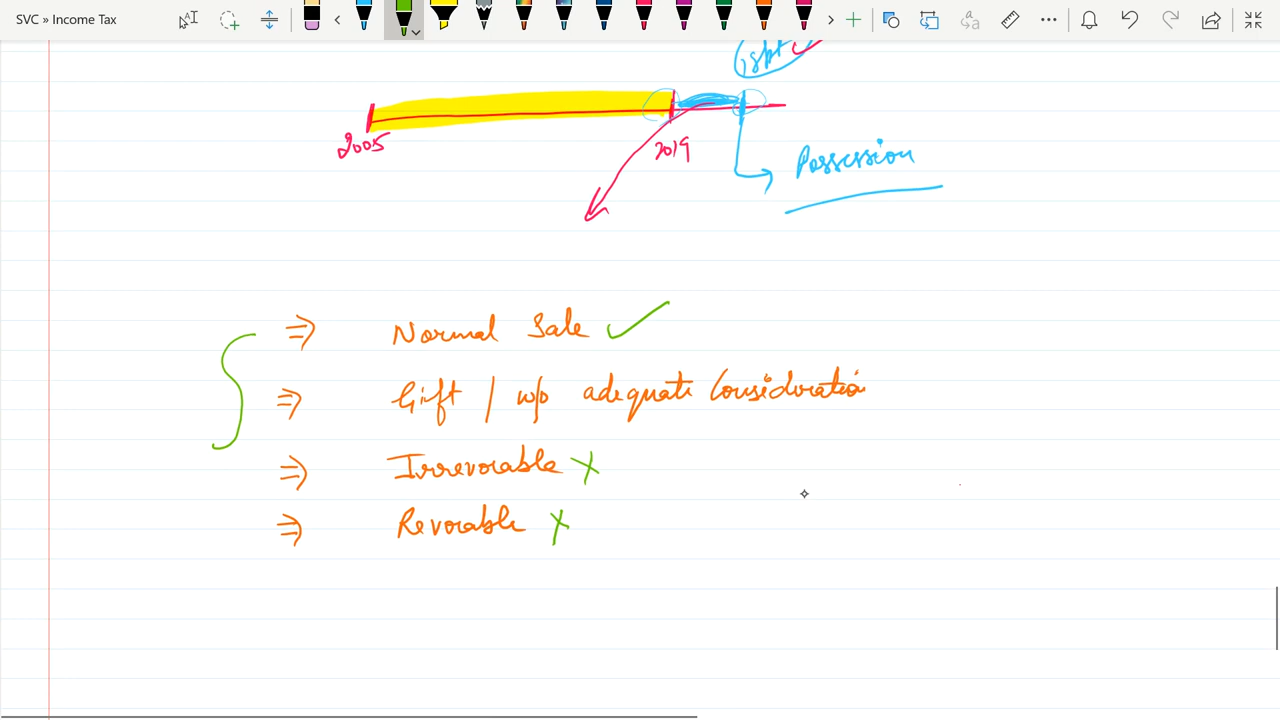 SVC » Income Tax
2005
2019
Possession
⇒ Normal Sale ✓
⇒ Gift / w/o adequate Consideration
⇒ Irrevocable ✗
⇒ Revocable ✗